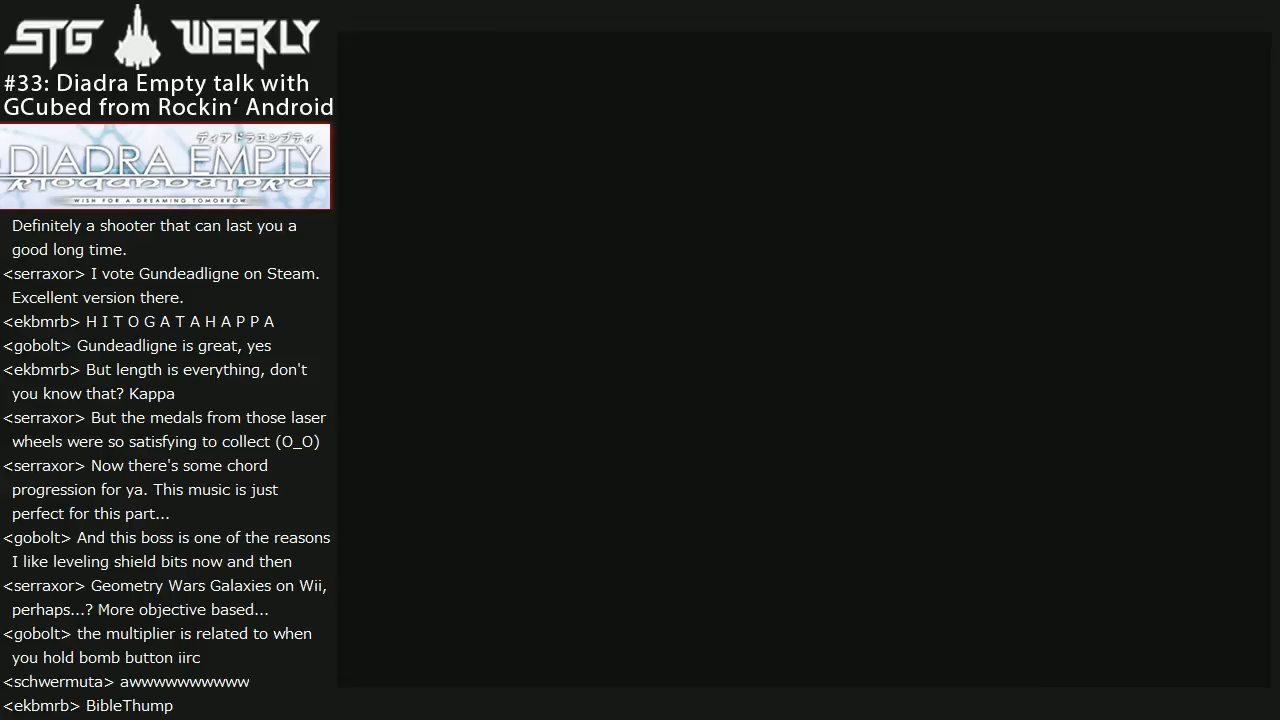 STG WEEKLY
#33: Diadra Empty talk with
GCubed from Rockin‘ Android
ディアドラエンプティ
DIADRA EMPTY
WISH FOR A DREAMING TOMORROW
Definitely a shooter that can last you a
good long time.
<serraxor> I vote Gundeadligne on Steam.
Excellent version there.
<ekbmrb> H I T O G A T A H A P P A
<gobolt> Gundeadligne is great, yes
<ekbmrb> But length is everything, don't
you know that? Kappa
<serraxor> But the medals from those laser
wheels were so satisfying to collect (O_O)
<serraxor> Now there's some chord
progression for ya. This music is just
perfect for this part...
<gobolt> And this boss is one of the reasons
I like leveling shield bits now and then
<serraxor> Geometry Wars Galaxies on Wii,
perhaps...? More objective based...
<gobolt> the multiplier is related to when
you hold bomb button iirc
<schwermuta> awwwwwwwwwww
<ekbmrb> BibleThump